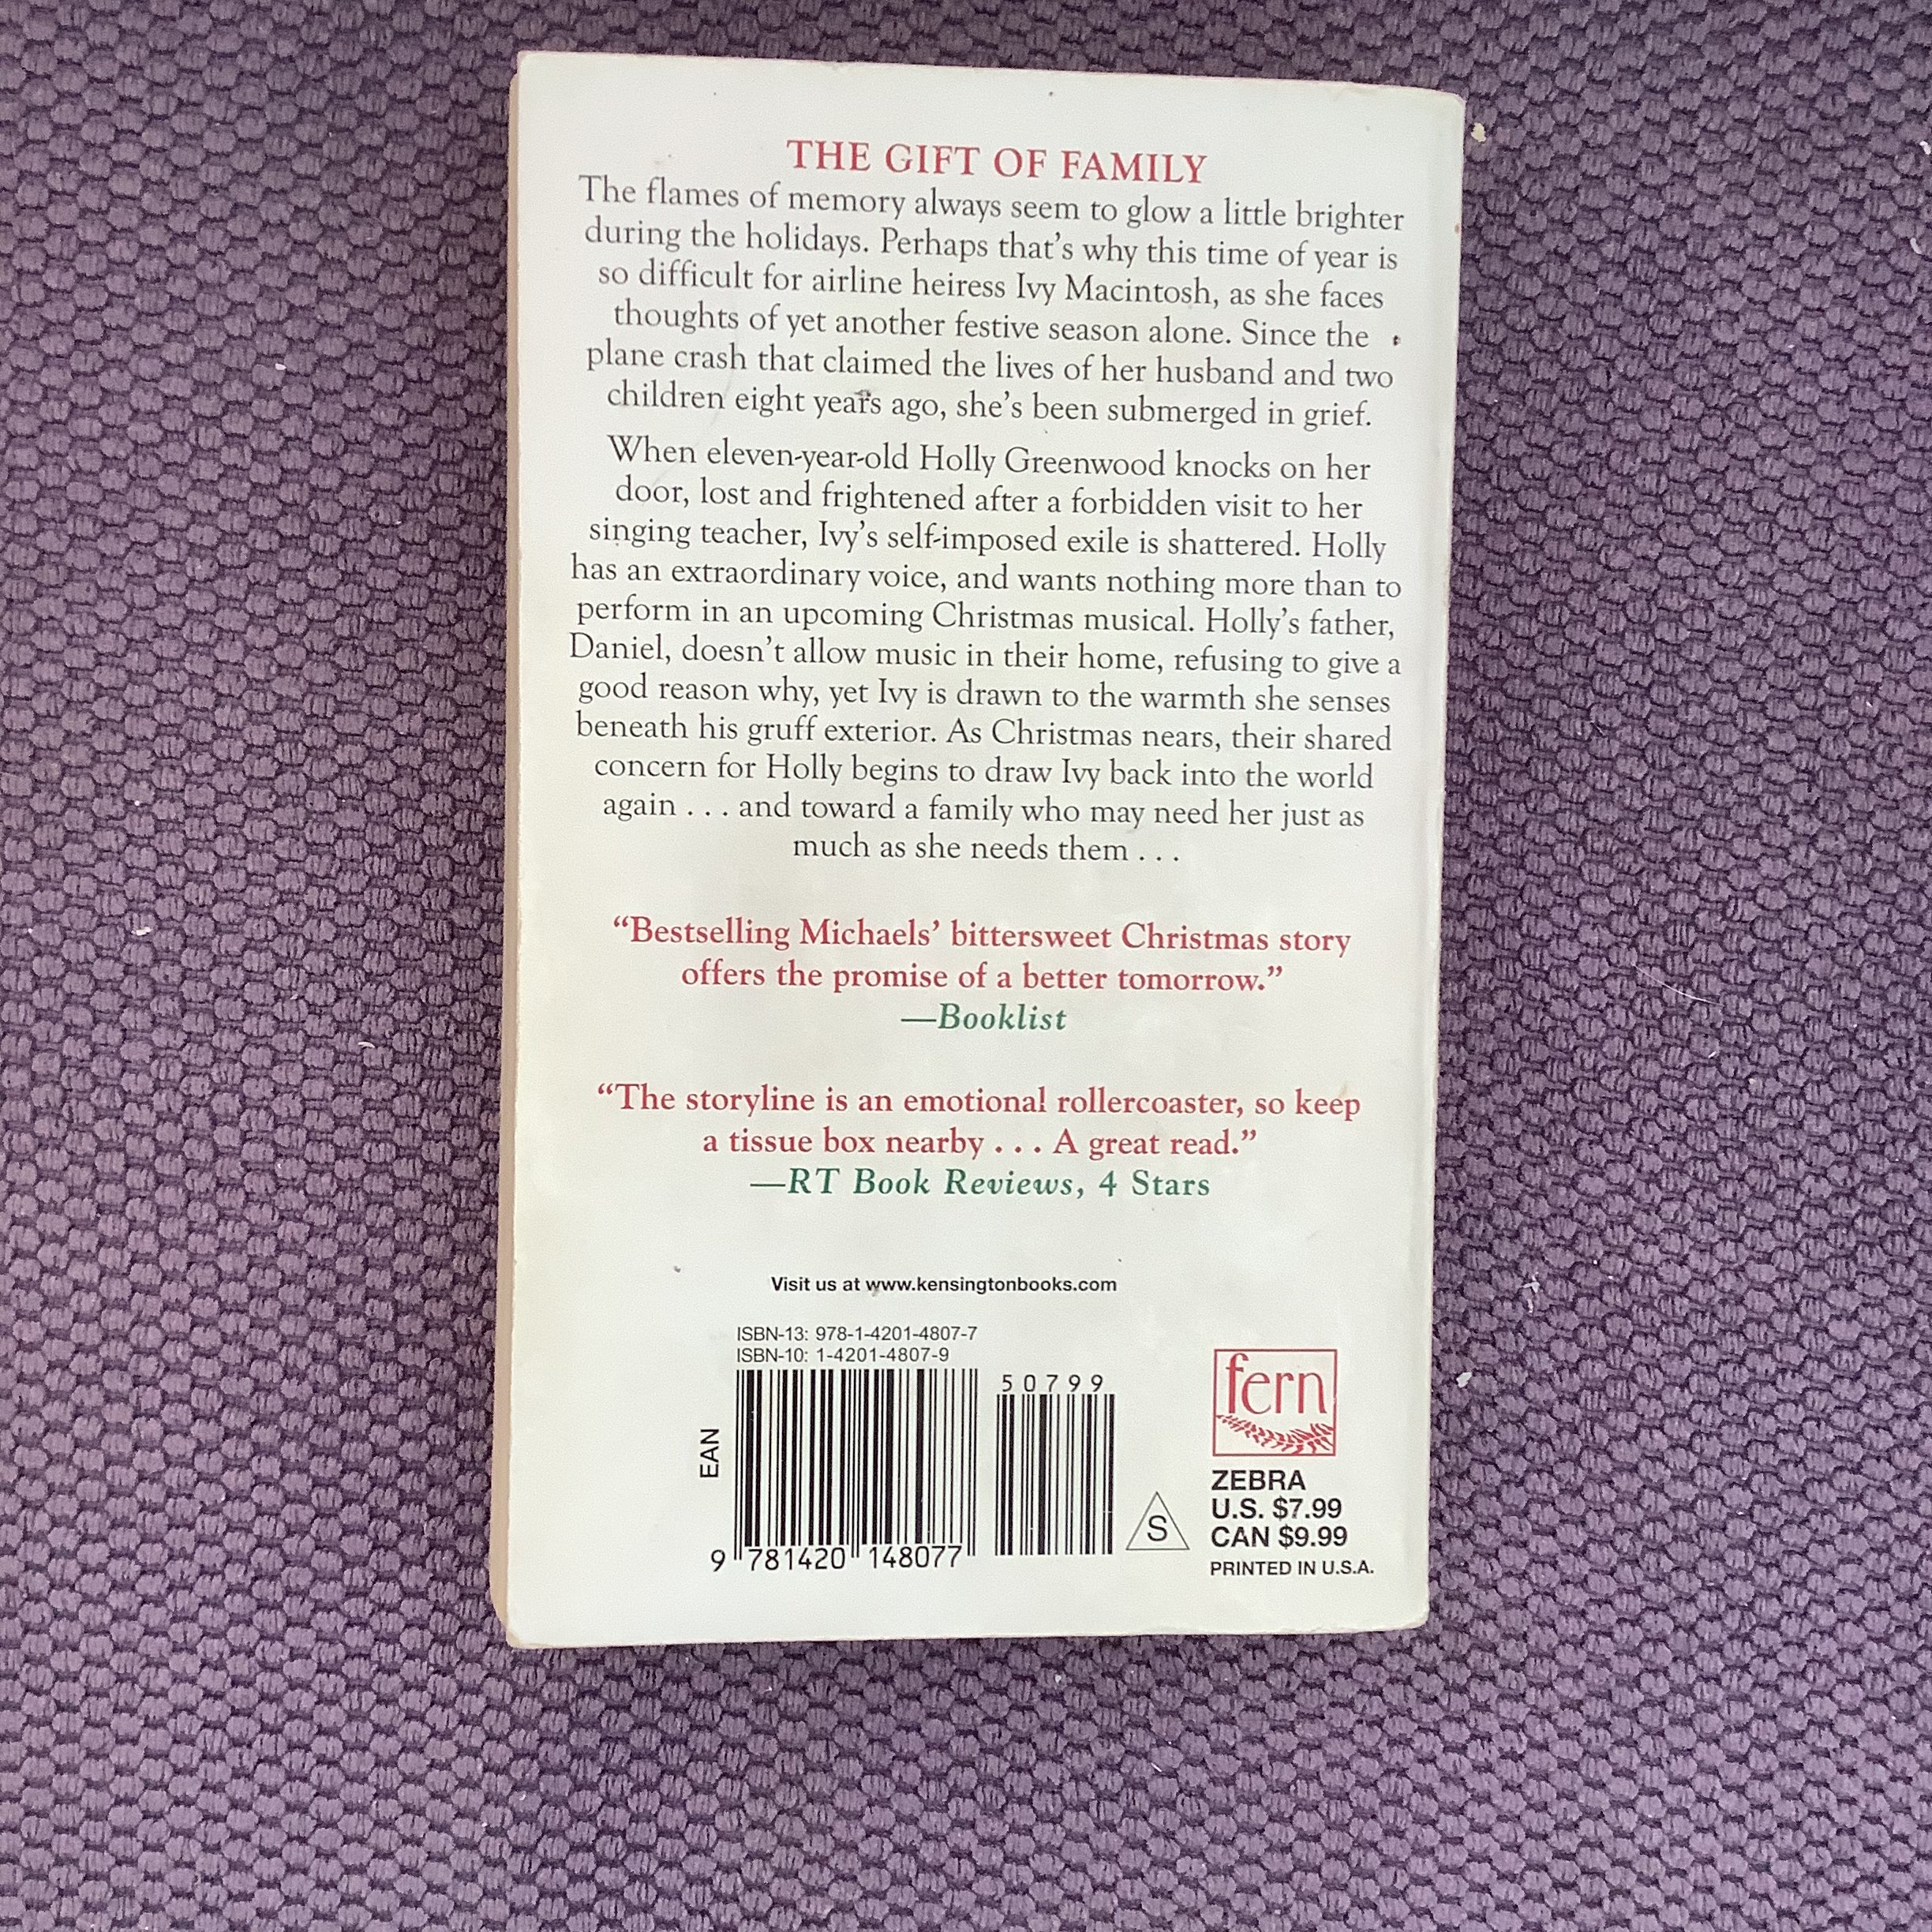 THE GIFT OF FAMILY
The flames of memory always seem to glow a little brighter
during the holidays. Perhaps that's why this time of year is
so difficult for airline heiress Ivy Macintosh, as she faces
thoughts of yet another festive season alone. Since the
plane crash that claimed the lives of her husband and two
children eight years ago, she's been submerged in grief.
When eleven-year-old Holly Greenwood knocks on her
door, lost and frightened after a forbidden visit to her
singing teacher, Ivy's self-imposed exile is shattered. Holly
has an extraordinary voice, and wants nothing more than to
perform in an upcoming Christmas musical. Holly's father,
Daniel, doesn't allow music in their home, refusing to give a
good reason why, yet Ivy is drawn to the warmth she senses
beneath his gruff exterior. As Christmas nears, their shared
concern for Holly begins to draw Ivy back into the world
again . . . and toward a family who may need her just as
much as she needs them . . .
“Bestselling Michaels’ bittersweet Christmas story
offers the promise of a better tomorrow.”
—Booklist
“The storyline is an emotional rollercoaster, so keep
a tissue box nearby . . . A great read.”
—RT Book Reviews, 4 Stars
Visit us at www.kensingtonbooks.com
ISBN-13: 978-1-4201-4807-7
ISBN-10: 1-4201-4807-9
50799
EAN
9 781420 148077
S
fern
ZEBRA
U.S. $7.99
CAN $9.99
PRINTED IN U.S.A.